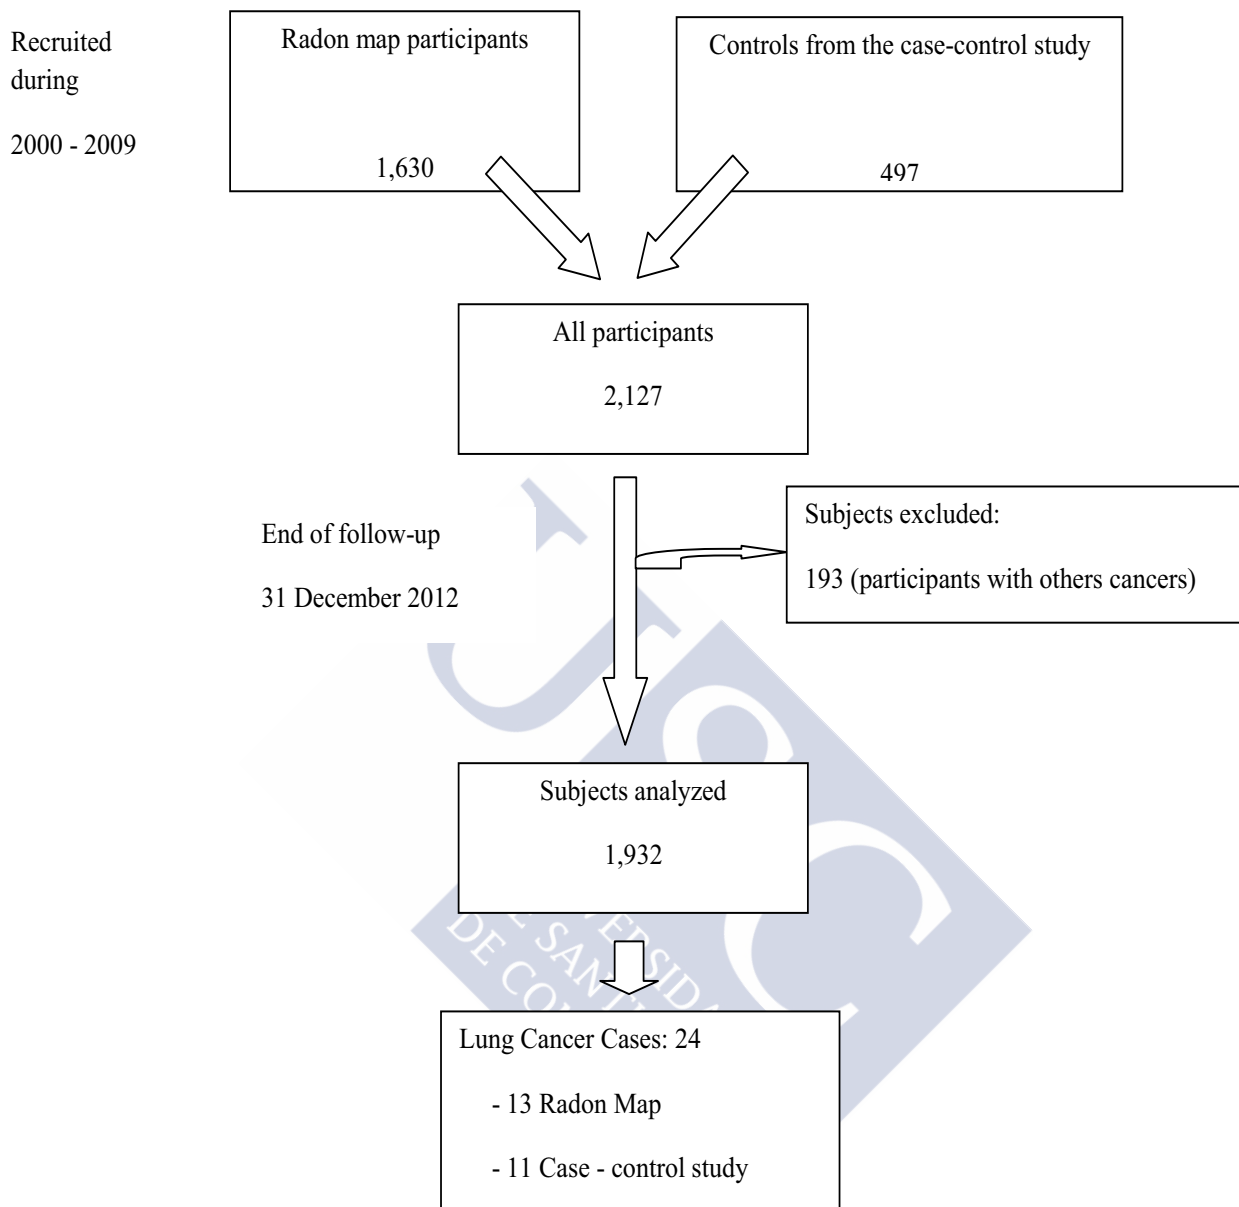 Recruited
during
2000 - 2009
Radon map participants
1,630
Controls from the case-control study
497
All participants
2,127
End of follow-up
31 December 2012
Subjects excluded:
193 (participants with others cancers)
Subjects analyzed
1,932
Lung Cancer Cases: 24
- 13 Radon Map
- 11 Case - control study